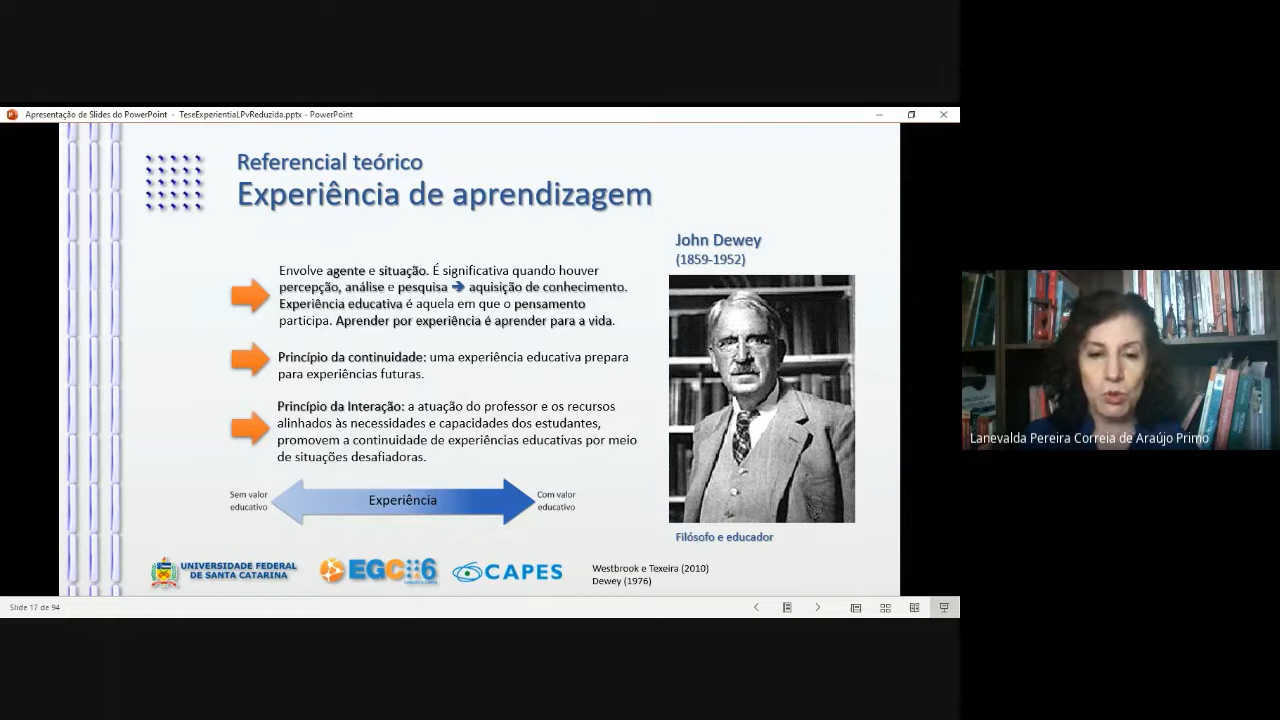 Apresentação de Slides do PowerPoint - TeseExperientiaLPvReduzida.pptx - PowerPoint
Referencial teórico
Experiência de aprendizagem
Envolve agente e situação. É significativa quando houver
percepção, análise e pesquisa → aquisição de conhecimento.
Experiência educativa é aquela em que o pensamento
participa. Aprender por experiência é aprender para a vida.
Princípio da continuidade: uma experiência educativa prepara
para experiências futuras.
Princípio da Interação: a atuação do professor e os recursos
alinhados às necessidades e capacidades dos estudantes,
promovem a continuidade de experiências educativas por meio
de situações desafiadoras.
Sem valor
educativo
Experiência
Com valor
educativo
John Dewey
(1859-1952)
Filósofo e educador
UNIVERSIDADE FEDERAL
DE SANTA CATARINA
EGC 6
CAPES
Westbrook e Texeira (2010)
Dewey (1976)
Slide 17 de 94
Lanevalda Pereira Correia de Araújo Primo